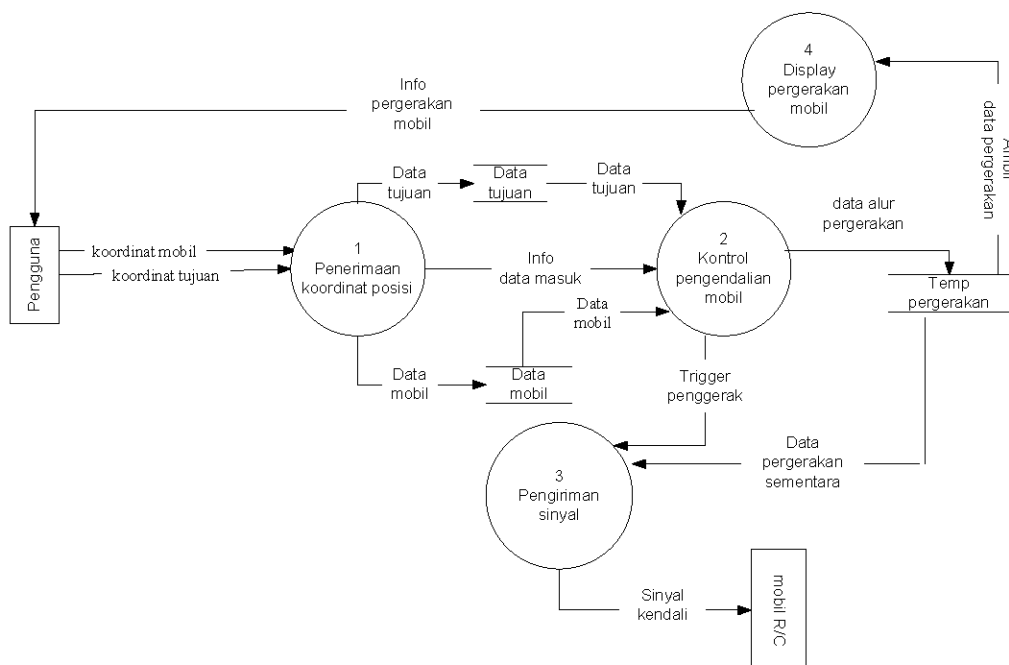 4
Display
pergerakan
mobil
Info
pergerakan
mobil
Ambil
data pergerakan
Data
tujuan
Data
tujuan
Data
tujuan
data alur
pergerakan
Pengguna
koordinat mobil
koordinat tujuan
1
Penerimaan
koordinat posisi
Info
data masuk
2
Kontrol
pengendalian
mobil
Temp
pergerakan
Data
mobil
Data
mobil
Data
mobil
Trigger
penggerak
Data
pergerakan
sementara
3
Pengiriman
sinyal
Sinyal
kendali
mobil R/C